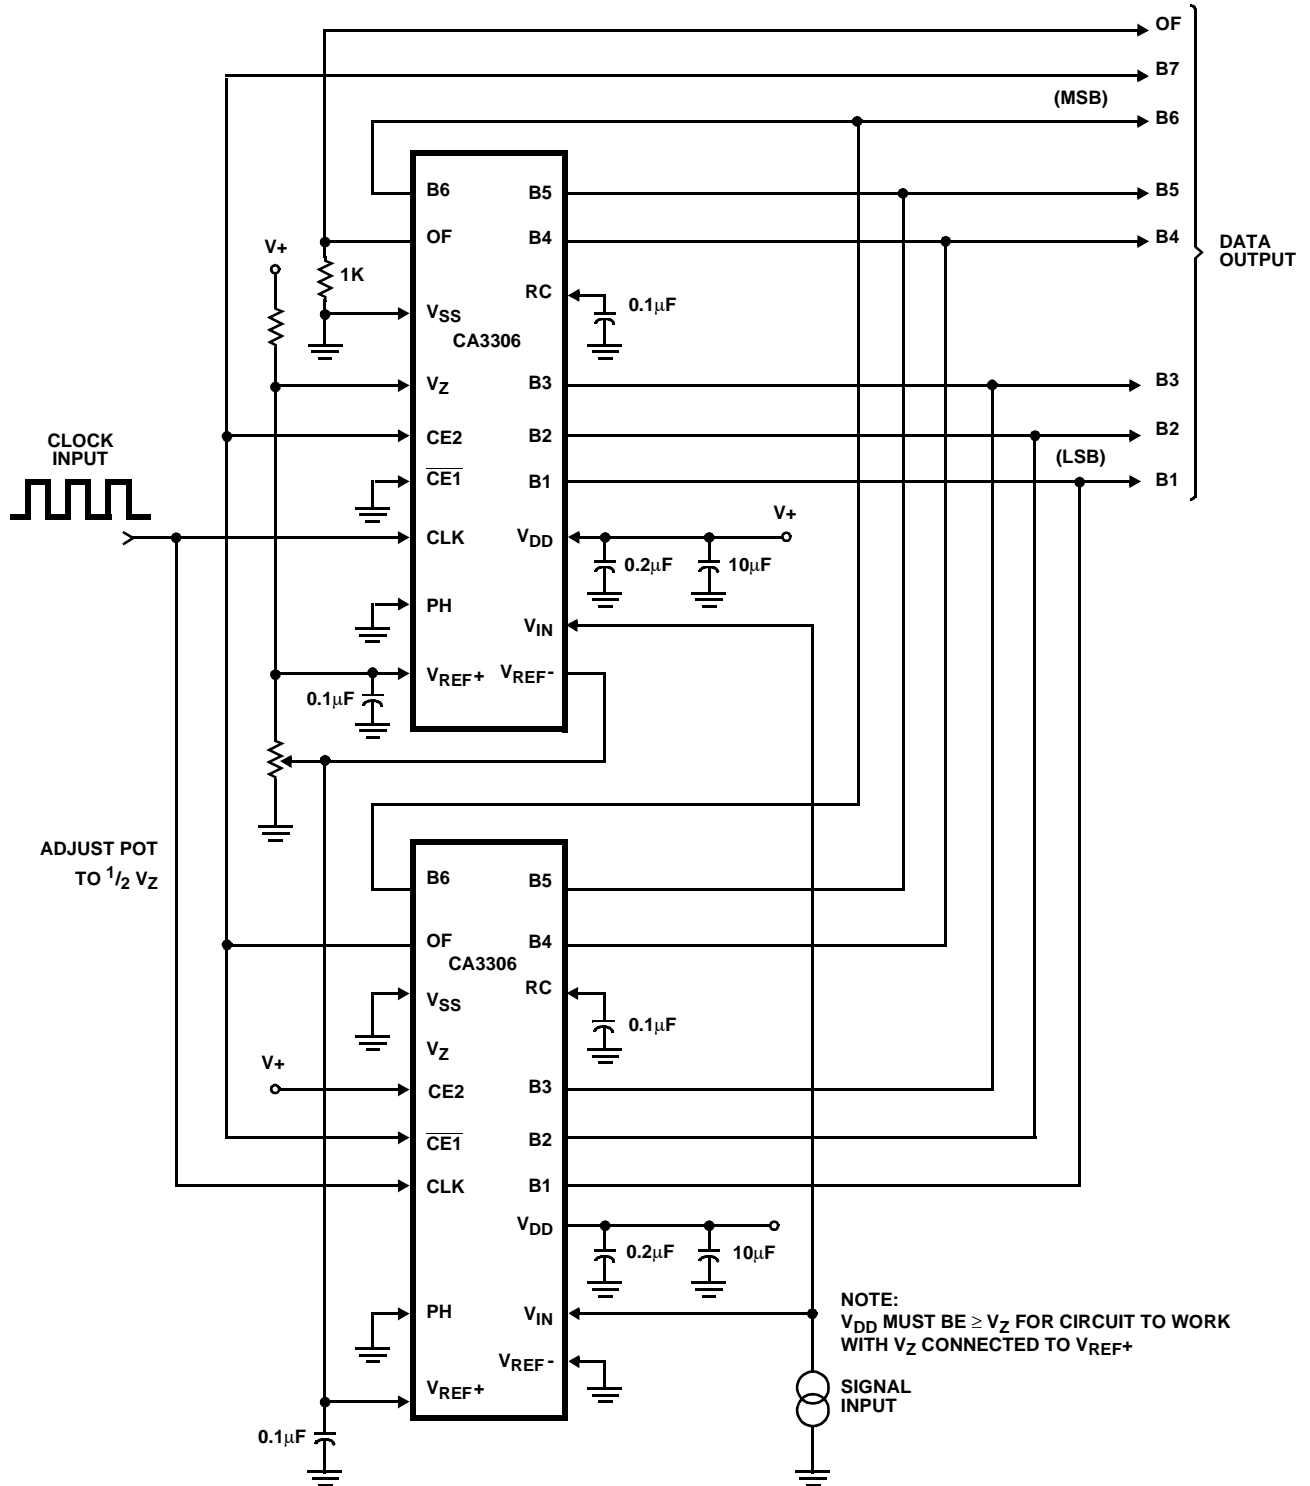 OF
B7
(MSB)
B6
B6
B5
B5
V+
OF
B4
B4
DATA
OUTPUT
1K
RC
0.1μF
VSS
CA3306
VZ
B3
B3
CLOCK
INPUT
CE2
B2
B2
(LSB)
CE1
B1
B1
V+
CLK
VDD
0.2μF
10μF
PH
VIN
VREF+
VREF-
0.1μF
ADJUST POT
TO 1/2 VZ
B6
B5
OF
B4
CA3306
VSS
RC
0.1μF
VZ
V+
CE2
B3
CE1
B2
CLK
B1
VDD
0.2μF
10μF
PH
VIN
NOTE:
VDD MUST BE ≥ VZ FOR CIRCUIT TO WORK
WITH VZ CONNECTED TO VREF+
VREF-
VREF+
SIGNAL
INPUT
0.1μF